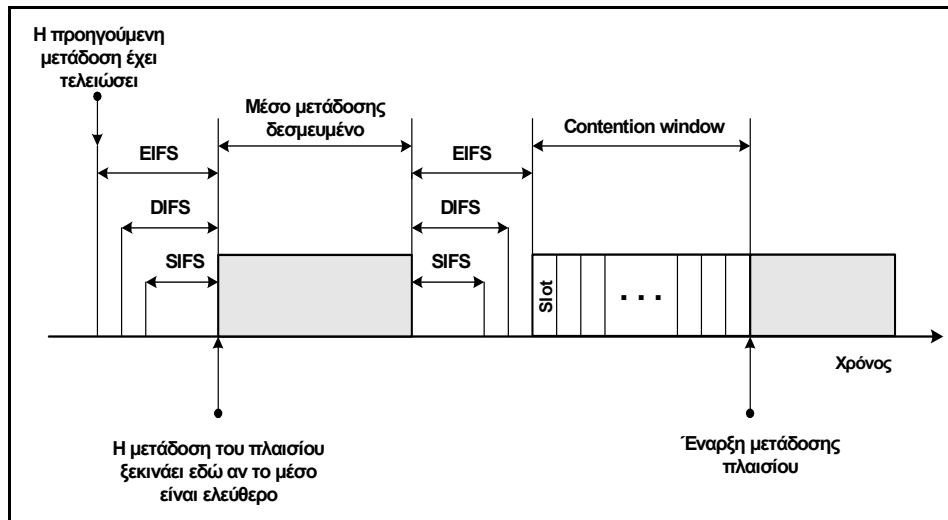 Η προηγούμενη
μετάδοση έχει
τελειώσει
Μέσο μετάδοσης
δεσμευμένο
Contention window
EIFS
EIFS
DIFS
DIFS
SIFS
SIFS
Slot
. . .
Χρόνος
Η μετάδοση του πλαισίου
ξεκινάει εδώ αν το μέσο
είναι ελεύθερο
Έναρξη μετάδοσης
πλαισίου